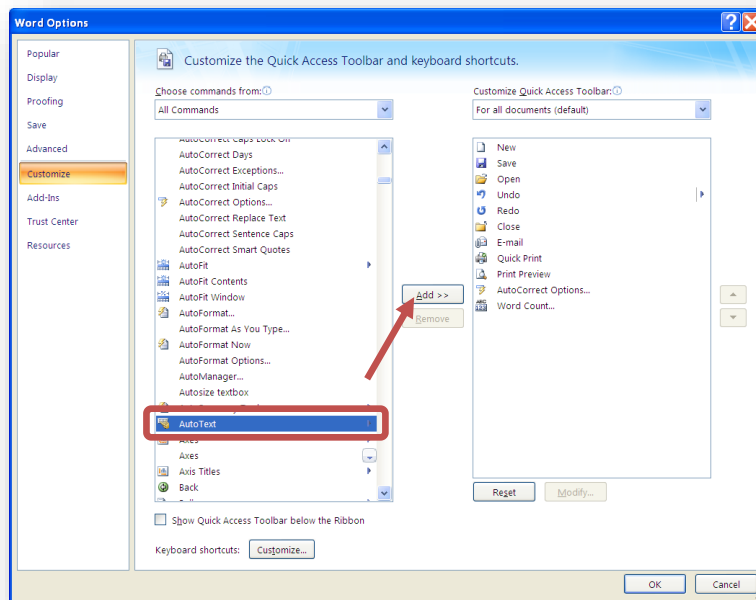 Word Options
Popular
Display
Proofing
Save
Advanced
Customize
Add-Ins
Trust Center
Resources
Customize the Quick Access Toolbar and keyboard shortcuts.
Choose commands from:
All Commands
AutoCorrect Caps Lock Off
AutoCorrect Days
AutoCorrect Exceptions...
AutoCorrect Initial Caps
AutoCorrect Options...
AutoCorrect Replace Text
AutoCorrect Sentence Caps
AutoCorrect Smart Quotes
AutoFit
AutoFit Contents
AutoFit Window
AutoFormat...
AutoFormat As You Type...
AutoFormat Now
AutoFormat Options...
AutoManager...
Autosize textbox
AutoText
Axes
Axes
Axis Titles
Back
Add >>
Remove
Customize Quick Access Toolbar:
For all documents (default)
New
Save
Open
Undo
Redo
Close
E-mail
Quick Print
Print Preview
AutoCorrect Options...
Word Count...
Reset
Modify...
Show Quick Access Toolbar below the Ribbon
Keyboard shortcuts:
Customize...
OK
Cancel